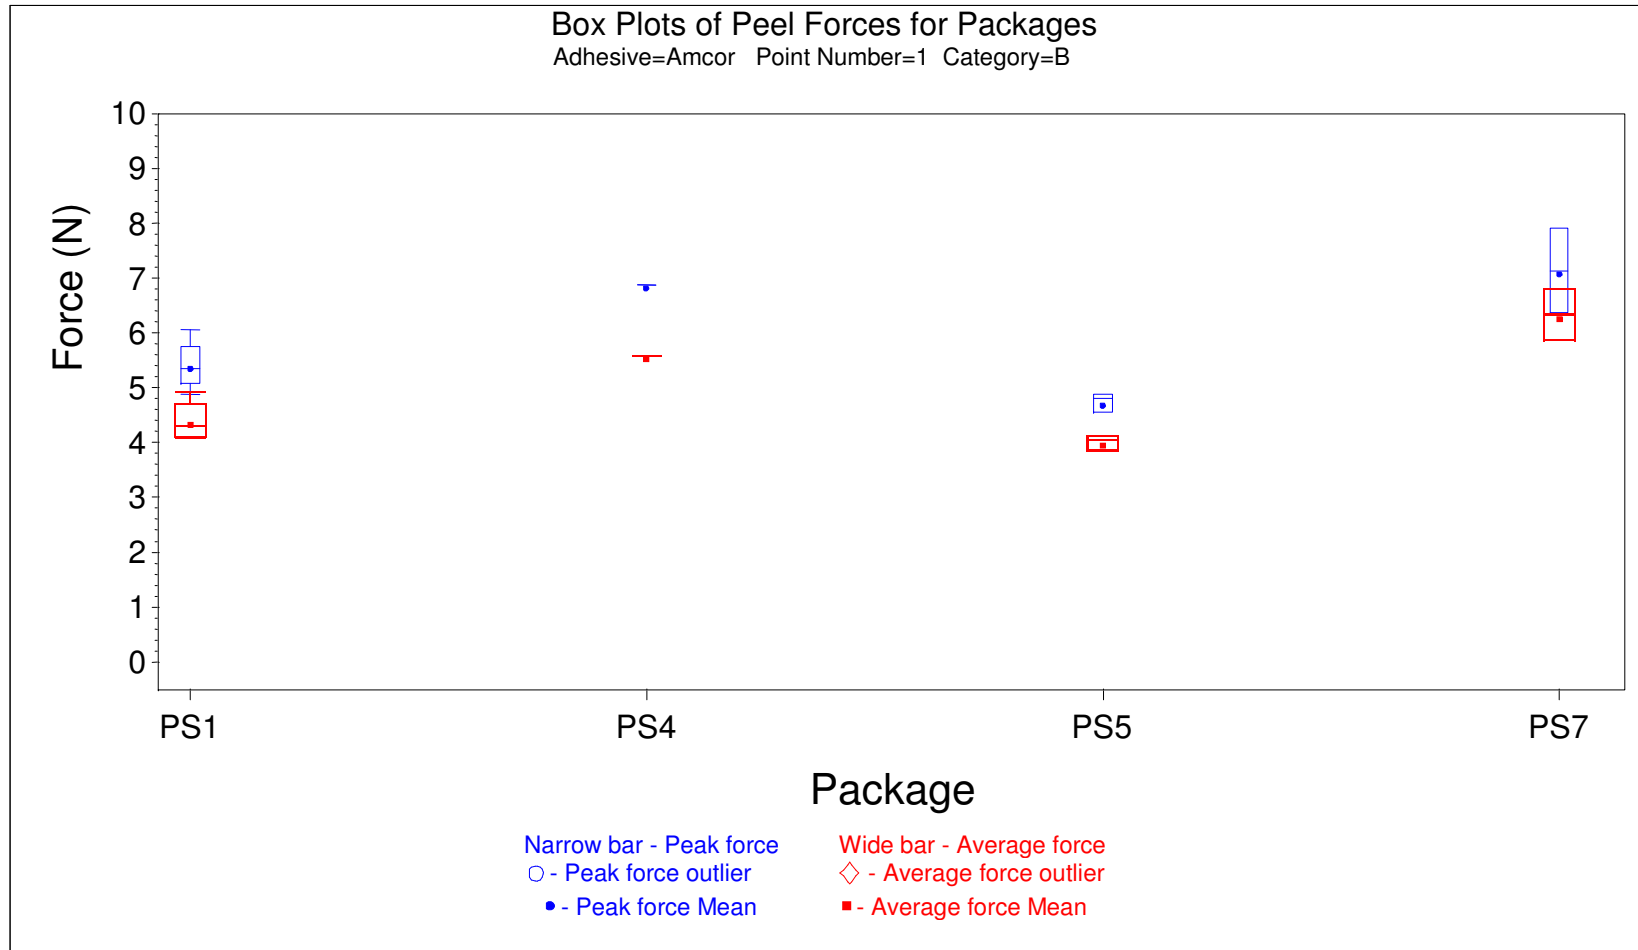 Box Plots of Peel Forces for Packages
Adhesive=Amcor Point Number=1 Category=B
Force (N)
10
9
8
7
6
5
4
3
2
1
0
PS1 PS4 PS5 PS7
Package
Narrow bar - Peak force Wide bar - Average force
- Peak force outlier - Average force outlier
- Peak force Mean - Average force Mean